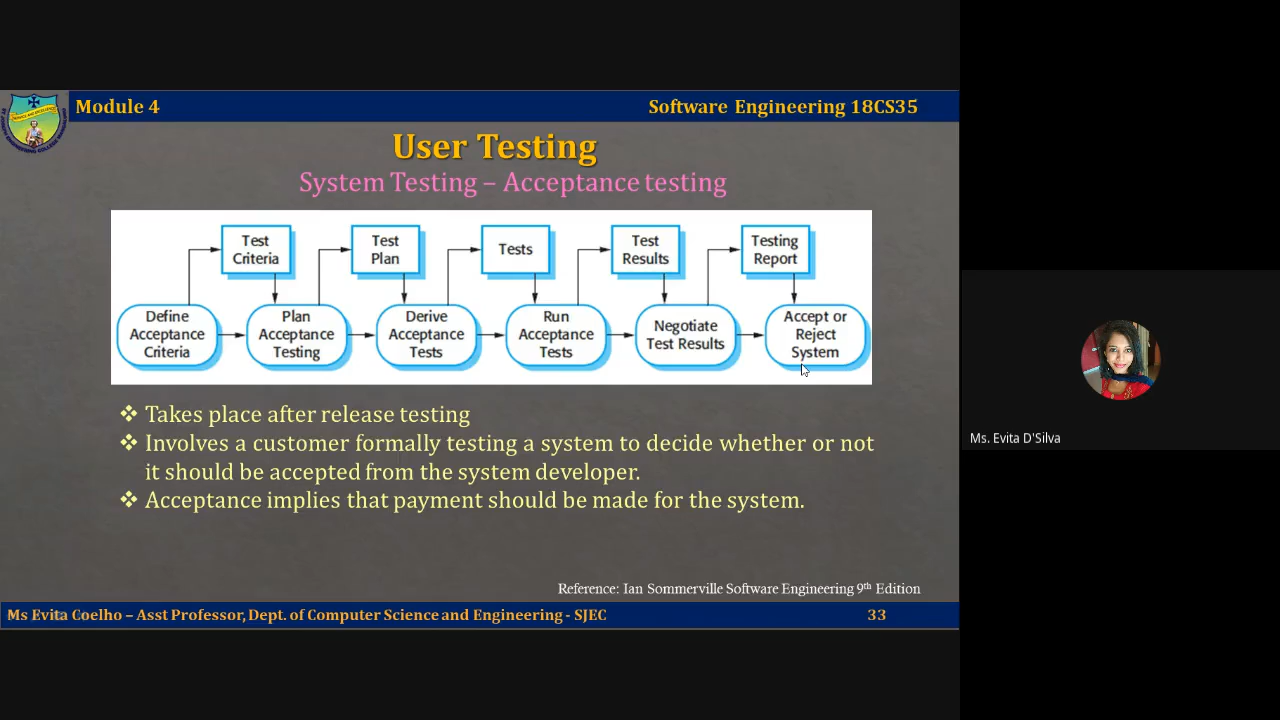 Module 4
Software Engineering 18CS35
User Testing
System Testing – Acceptance testing
Test
Criteria
Test
Plan
Tests
Test
Results
Testing
Report
Define
Acceptance
Criteria
Plan
Acceptance
Testing
Derive
Acceptance
Tests
Run
Acceptance
Tests
Negotiate
Test Results
Accept or
Reject
System
❖ Takes place after release testing
❖ Involves a customer formally testing a system to decide whether or not
it should be accepted from the system developer.
❖ Acceptance implies that payment should be made for the system.
Reference: Ian Sommerville Software Engineering 9th Edition
Ms Evita Coelho – Asst Professor, Dept. of Computer Science and Engineering - SJEC
33
Ms. Evita D'Silva